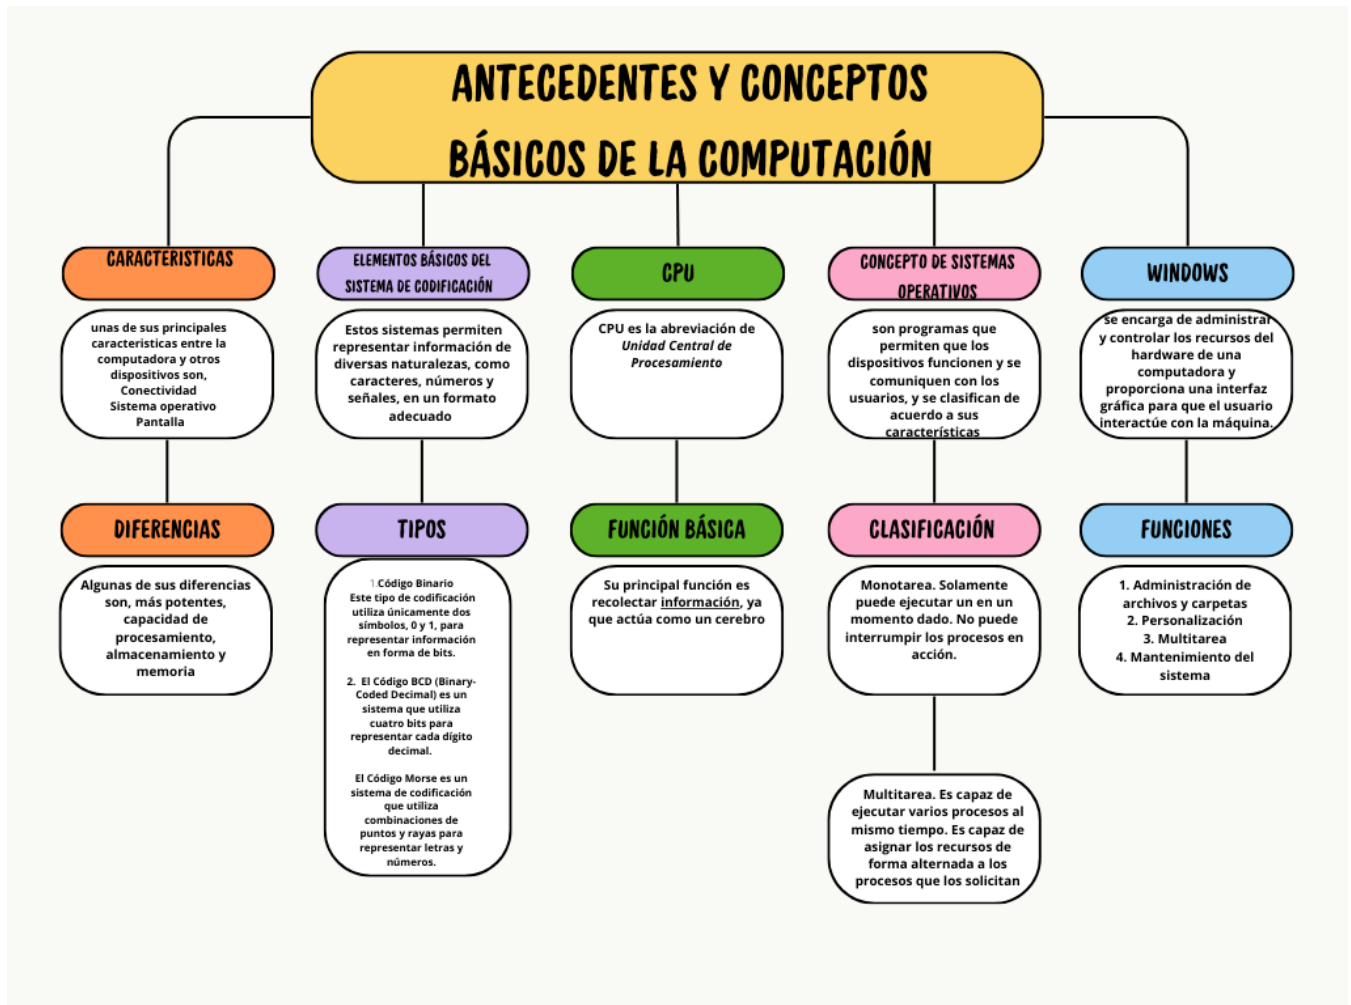 ANTECEDENTES Y CONCEPTOS
BÁSICOS DE LA COMPUTACIÓN
CARACTERISTICAS
unas de sus principales
caracteristicas entre la
computadora y otros
dispositivos son,
Conectividad
Sistema operativo
Pantalla
DIFERENCIAS
Algunas de sus diferencias
son, más potentes,
capacidad de
procesamiento,
almacenamiento y
memoria
ELEMENTOS BÁSICOS DEL
SISTEMA DE CODIFICACIÓN
Estos sistemas permiten
representar información de
diversas naturalezas, como
caracteres, números y
señales, en un formato
adecuado
TIPOS
1.Código Binario
Este tipo de codificación
utiliza únicamente dos
símbolos, 0 y 1, para
representar información
en forma de bits.
2. El Código BCD (Binary-
Coded Decimal) es un
sistema que utiliza
cuatro bits para
representar cada dígito
decimal.
El Código Morse es un
sistema de codificación
que utiliza
combinaciones de
puntos y rayas para
representar letras y
números.
CPU
CPU es la abreviación de
Unidad Central de
Procesamiento
FUNCIÓN BÁSICA
Su principal función es
recolectar información, ya
que actúa como un cerebro
CONCEPTO DE SISTEMAS
OPERATIVOS
son programas que
permiten que los
dispositivos funcionen y se
comuniquen con los
usuarios, y se clasifican de
acuerdo a sus
características
CLASIFICACIÓN
Monotarea. Solamente
puede ejecutar un en un
momento dado. No puede
interrumpir los procesos en
acción.
Multitarea. Es capaz de
ejecutar varios procesos al
mismo tiempo. Es capaz de
asignar los recursos de
forma alternada a los
procesos que los solicitan
WINDOWS
se encarga de administrar
y controlar los recursos del
hardware de una
computadora y
proporciona una interfaz
gráfica para que el usuario
interactúe con la máquina.
FUNCIONES
1. Administración de
archivos y carpetas
2. Personalización
3. Multitarea
4. Mantenimiento del
sistema